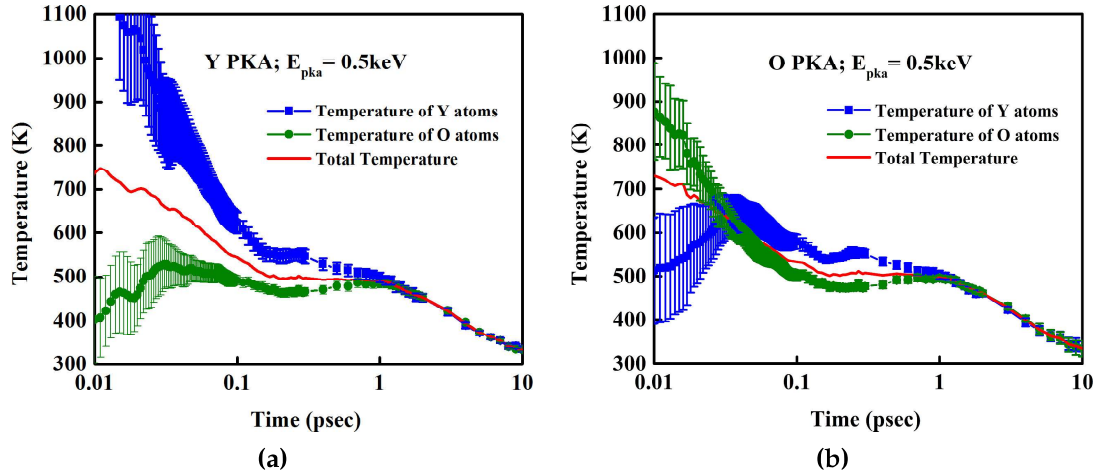 Y PKA; E_pka = 0.5keV
Temperature of Y atoms
Temperature of O atoms
Total Temperature
Temperature (K)
1100
1000
900
800
700
600
500
400
300
0.01
0.1
1
10
Time (psec)
(a)
O PKA; E_pka = 0.5keV
Temperature of Y atoms
Temperature of O atoms
Total Temperature
Temperature (K)
1100
1000
900
800
700
600
500
400
300
0.01
0.1
1
10
Time (psec)
(b)